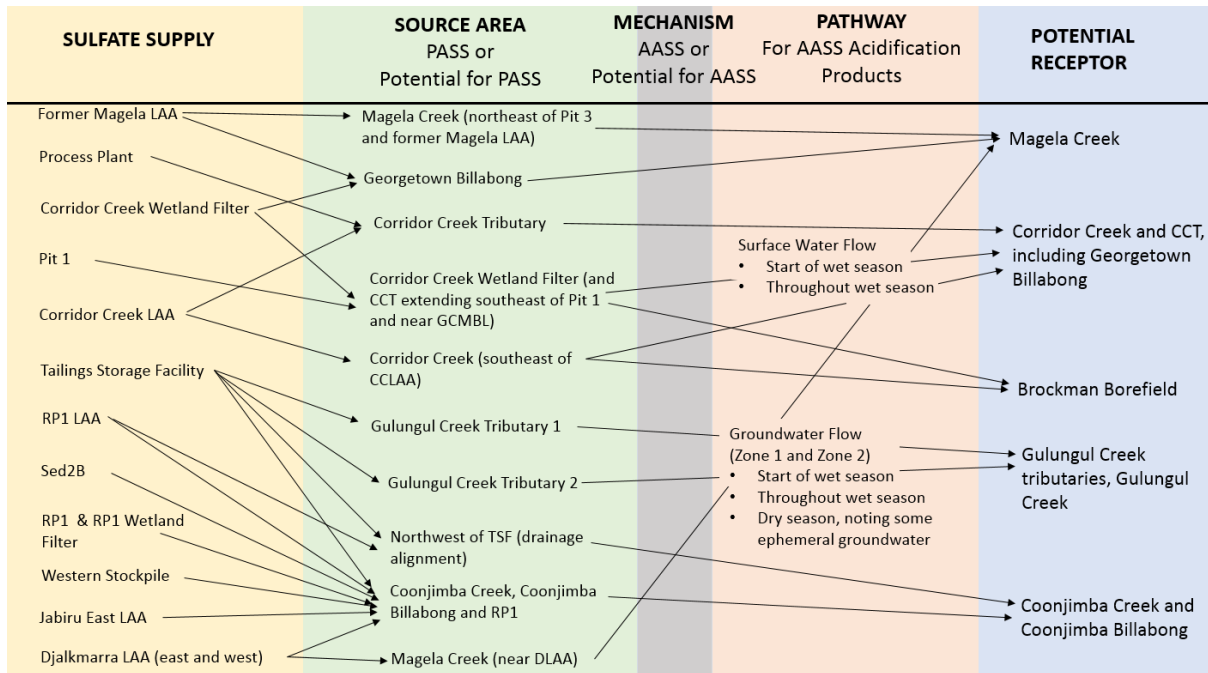 SULFATE SUPPLY
SOURCE AREA
PASS or
Potential for PASS
MECHANISM
AASS or
Potential for AASS
PATHWAY
For AASS Acidification
Products
POTENTIAL
RECEPTOR
Former Magela LAA
Process Plant
Corridor Creek Wetland Filter
Pit 1
Corridor Creek LAA
Tailings Storage Facility
RP1 LAA
Sed2B
RP1 & RP1 Wetland
Filter
Western Stockpile
Jabiru East LAA
Djalkmarra LAA (east and west)
Magela Creek (northeast of Pit 3
and former Magela LAA)
Georgetown Billabong
Corridor Creek Tributary
Corridor Creek Wetland Filter (and
CCT extending southeast of Pit 1
and near GCMBL)
Corridor Creek (southeast of
CCLAA)
Gulungul Creek Tributary 1
Gulungul Creek Tributary 2
Northwest of TSF (drainage
alignment)
Coonjimba Creek, Coonjimba
Billabong and RP1
Magela Creek (near DLAA)
Surface Water Flow
• Start of wet season
• Throughout wet season
Groundwater Flow
(Zone 1 and Zone 2)
• Start of wet season
• Throughout wet season
• Dry season, noting some
ephemeral groundwater
Magela Creek
Corridor Creek and CCT,
including Georgetown
Billabong
Brockman Borefield
Gulungul Creek
tributaries, Gulungul
Creek
Coonjimba Creek and
Coonjimba Billabong